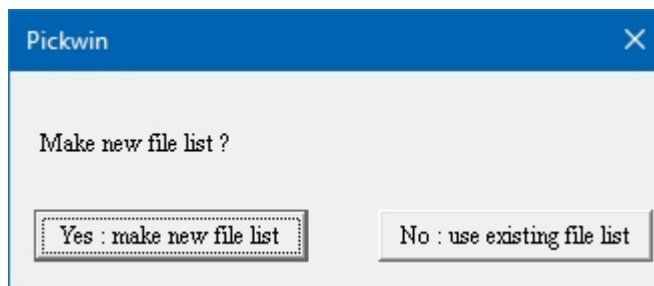 Pickwin
Make new file list ?
Yes : make new file list
No : use existing file list